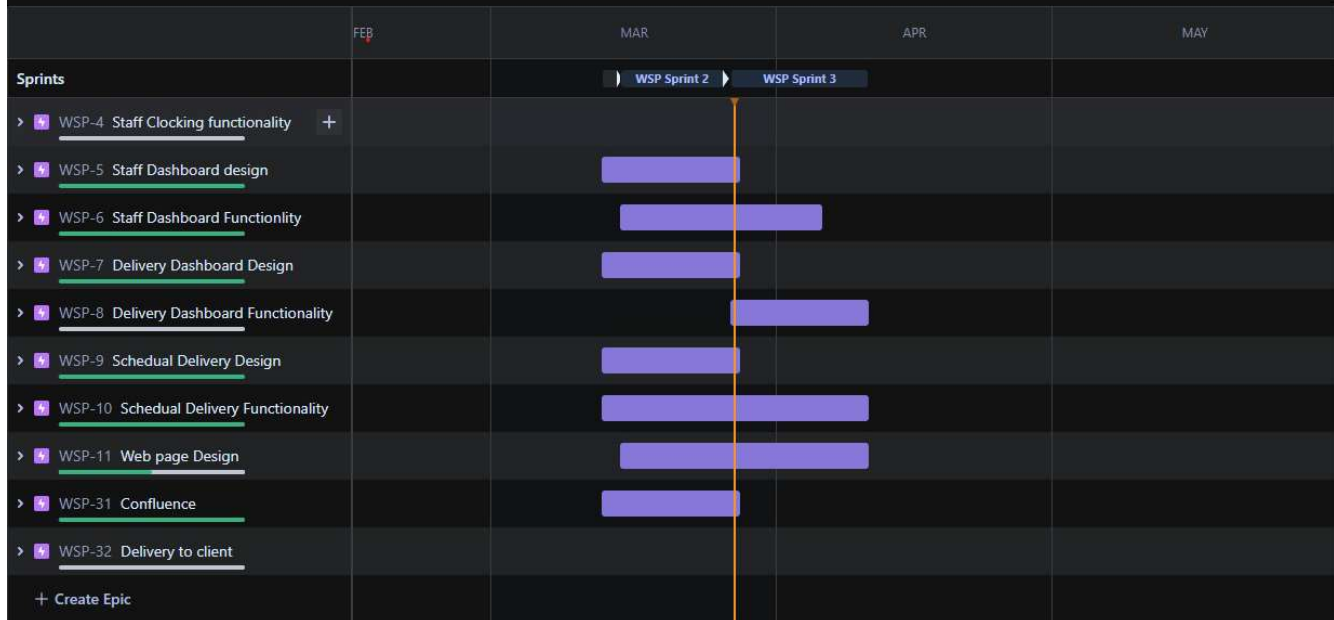 FEB MAR APR MAY
Sprints WSP Sprint 2 WSP Sprint 3
WSP-4 Staff Clocking functionality +
WSP-5 Staff Dashboard design
WSP-6 Staff Dashboard Functionlity
WSP-7 Delivery Dashboard Design
WSP-8 Delivery Dashboard Functionality
WSP-9 Schedual Delivery Design
WSP-10 Schedual Delivery Functionality
WSP-11 Web page Design
WSP-31 Confluence
WSP-32 Delivery to client
+ Create Epic